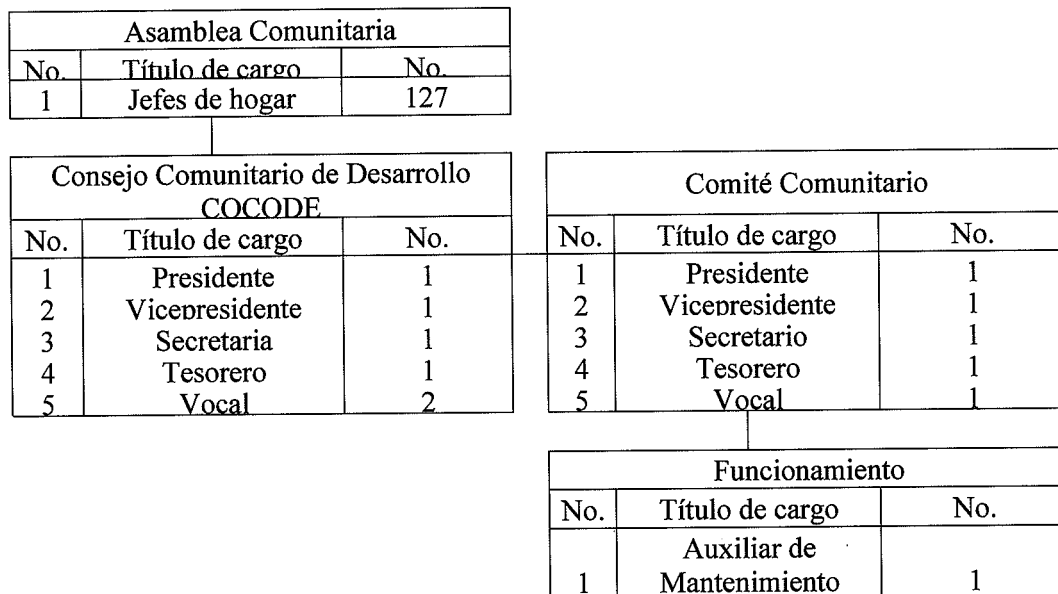 Asamblea Comunitaria
No. Título de cargo No.
1 Jefes de hogar 127
Consejo Comunitario de Desarrollo
COCODE
No. Título de cargo No.
1 Presidente 1
2 Vicepresidente 1
3 Secretaria 1
4 Tesorero 1
5 Vocal 2
Comité Comunitario
No. Título de cargo No.
1 Presidente 1
2 Vicepresidente 1
3 Secretario 1
4 Tesorero 1
5 Vocal 1
Funcionamiento
No. Título de cargo No.
Auxiliar de
1 Mantenimiento 1